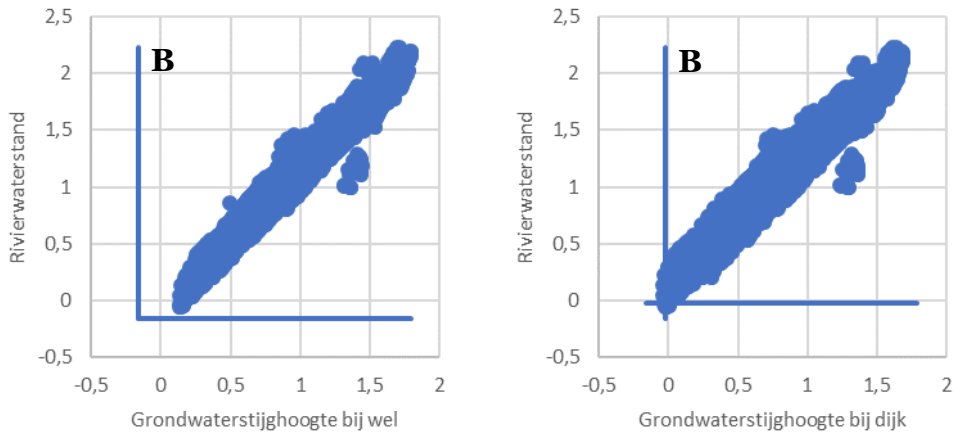 2,5
2
1,5
1
0,5
0
-0,5
-0,5 0 0,5 1 1,5 2
Rivierwaterstand
Grondwaterstijghoogte bij wel
B
2,5
2
1,5
1
0,5
0
-0,5
-0,5 0 0,5 1 1,5 2
Rivierwaterstand
Grondwaterstijghoogte bij dijk
B